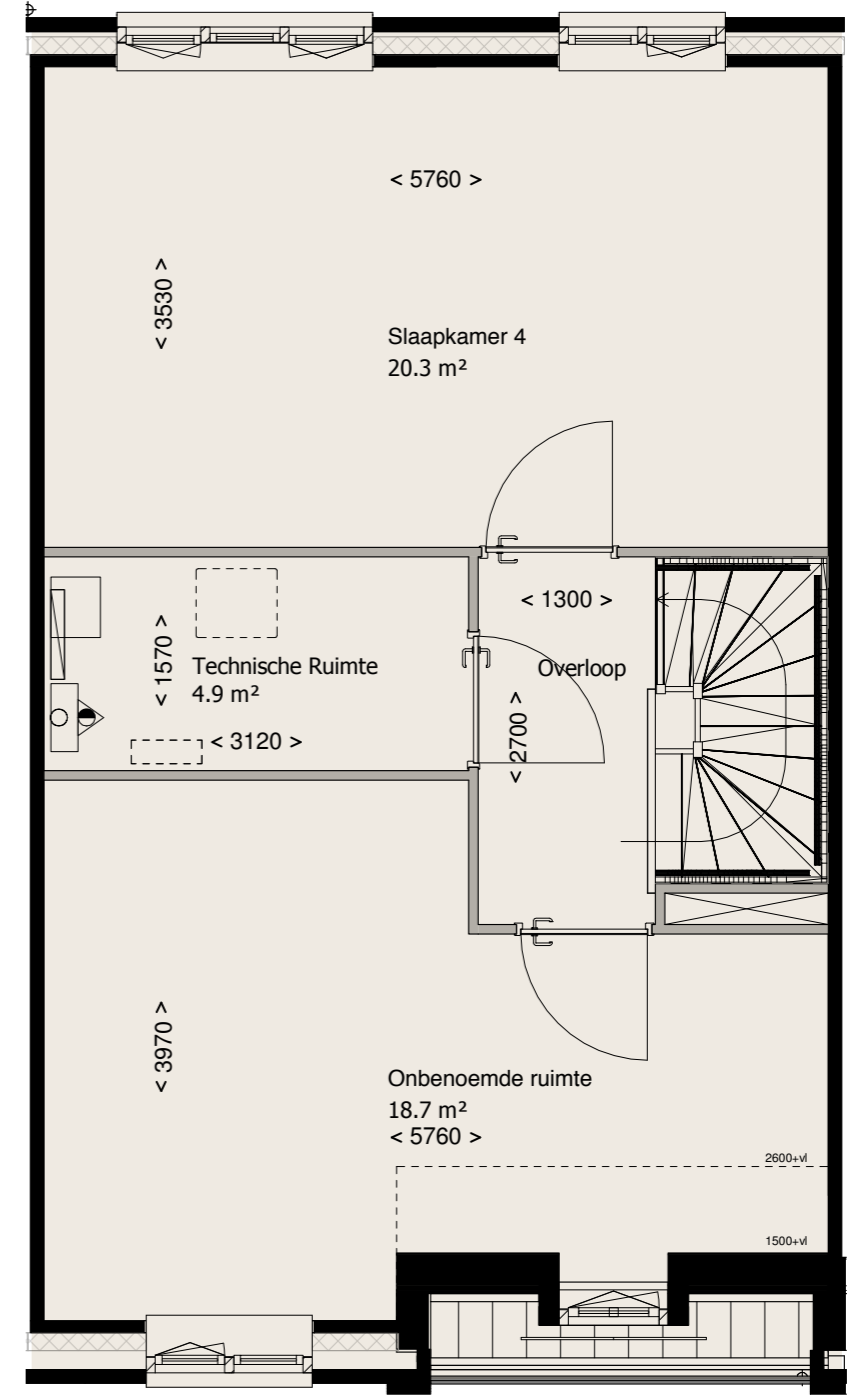 < 5760 >
< 3530 >
Slaapkamer 4
20.3 m²
< 1300 >
< 1570 >
Technische Ruimte
4.9 m²
< 3120 >
Overloop
< 2700 >
< 3970 >
Onbenoemde ruimte
18.7 m²
< 5760 >
2600+vl
1500+vl